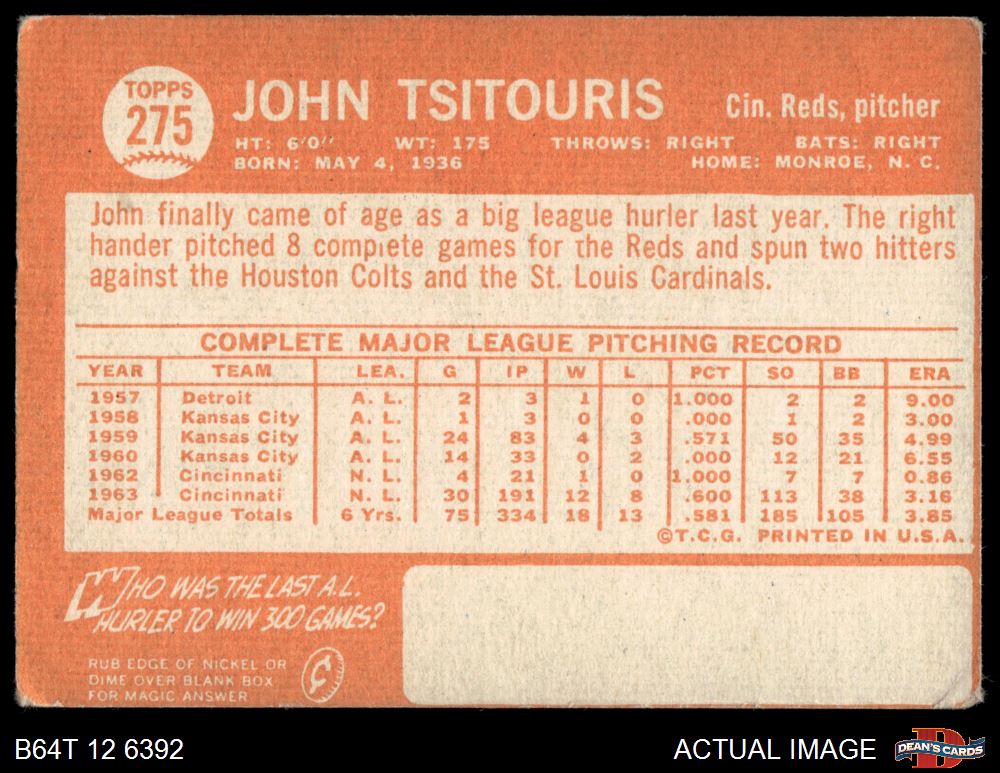 TOPPS
275
JOHN TSITOURIS
Cin. Reds, pitcher
HT: 6'0" WT: 175 THROWS: RIGHT BATS: RIGHT
BORN: MAY 4, 1936 HOME: MONROE, N. C.
John finally came of age as a big league hurler last year. The right
hander pitched 8 complete games for the Reds and spun two hitters
against the Houston Colts and the St. Louis Cardinals.
COMPLETE MAJOR LEAGUE PITCHING RECORD
YEAR TEAM LEA. G IP W L PCT SO BB ERA
1957 Detroit A. L. 2 3 1 0 1.000 2 2 9.00
1958 Kansas City A. L. 1 3 0 0 .000 1 2 3.00
1959 Kansas City A. L. 24 83 4 3 .571 50 35 4.99
1960 Kansas City A. L. 14 33 0 2 .000 12 21 6.55
1962 Cincinnati N. L. 4 21 1 0 1.000 7 7 0.86
1963 Cincinnati N. L. 30 191 12 8 .600 113 38 3.16
Major League Totals 6 Yrs. 75 334 18 13 .581 185 105 3.85
©T.C.G. PRINTED IN U.S.A.
WHO WAS THE LAST A.L.
HURLER TO WIN 300 GAMES?
RUB EDGE OF NICKEL OR
DIME OVER BLANK BOX
FOR MAGIC ANSWER
¢
B64T 12 6392
ACTUAL IMAGE
D
DEAN'S CARDS